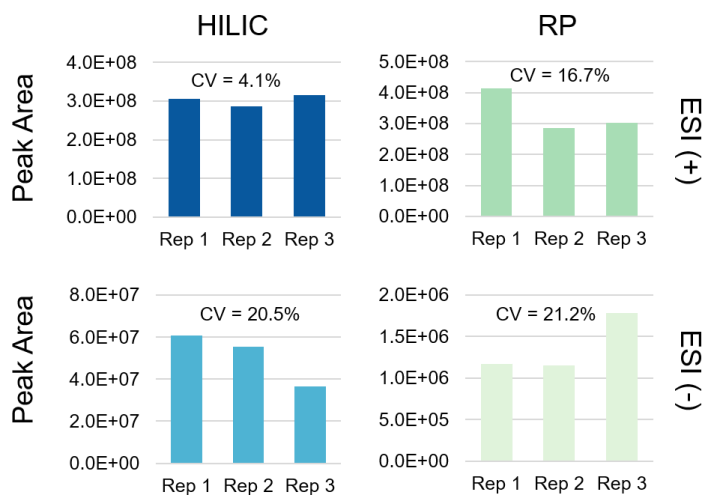 HILIC
RP
Peak Area
4.0E+08
3.0E+08
2.0E+08
1.0E+08
0.0E+00
CV = 4.1%
Rep 1 Rep 2 Rep 3
5.0E+08
4.0E+08
3.0E+08
2.0E+08
1.0E+08
0.0E+00
CV = 16.7%
Rep 1 Rep 2 Rep 3
ESI (+)
Peak Area
8.0E+07
6.0E+07
4.0E+07
2.0E+07
0.0E+00
CV = 20.5%
Rep 1 Rep 2 Rep 3
2.0E+06
1.5E+06
1.0E+06
5.0E+05
0.0E+00
CV = 21.2%
Rep 1 Rep 2 Rep 3
ESI (-)